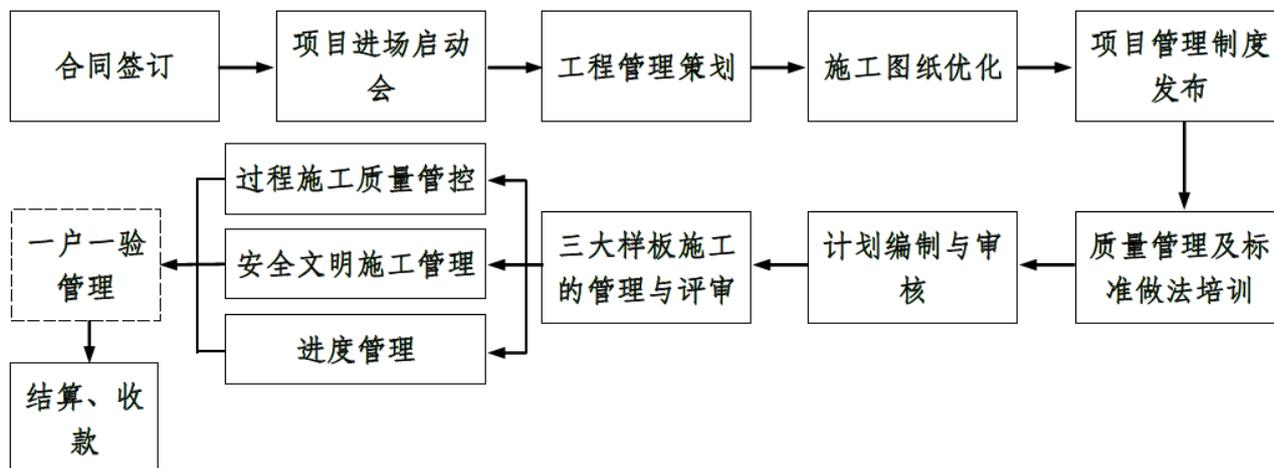 合同签订
项目进场启动
会
工程管理策划
施工图纸优化
项目管理制度
发布
质量管理及标
准做法培训
计划编制与审
核
三大样板施工
的管理与评审
过程施工质量管控
安全文明施工管理
进度管理
一户一验
管理
结算、收
款